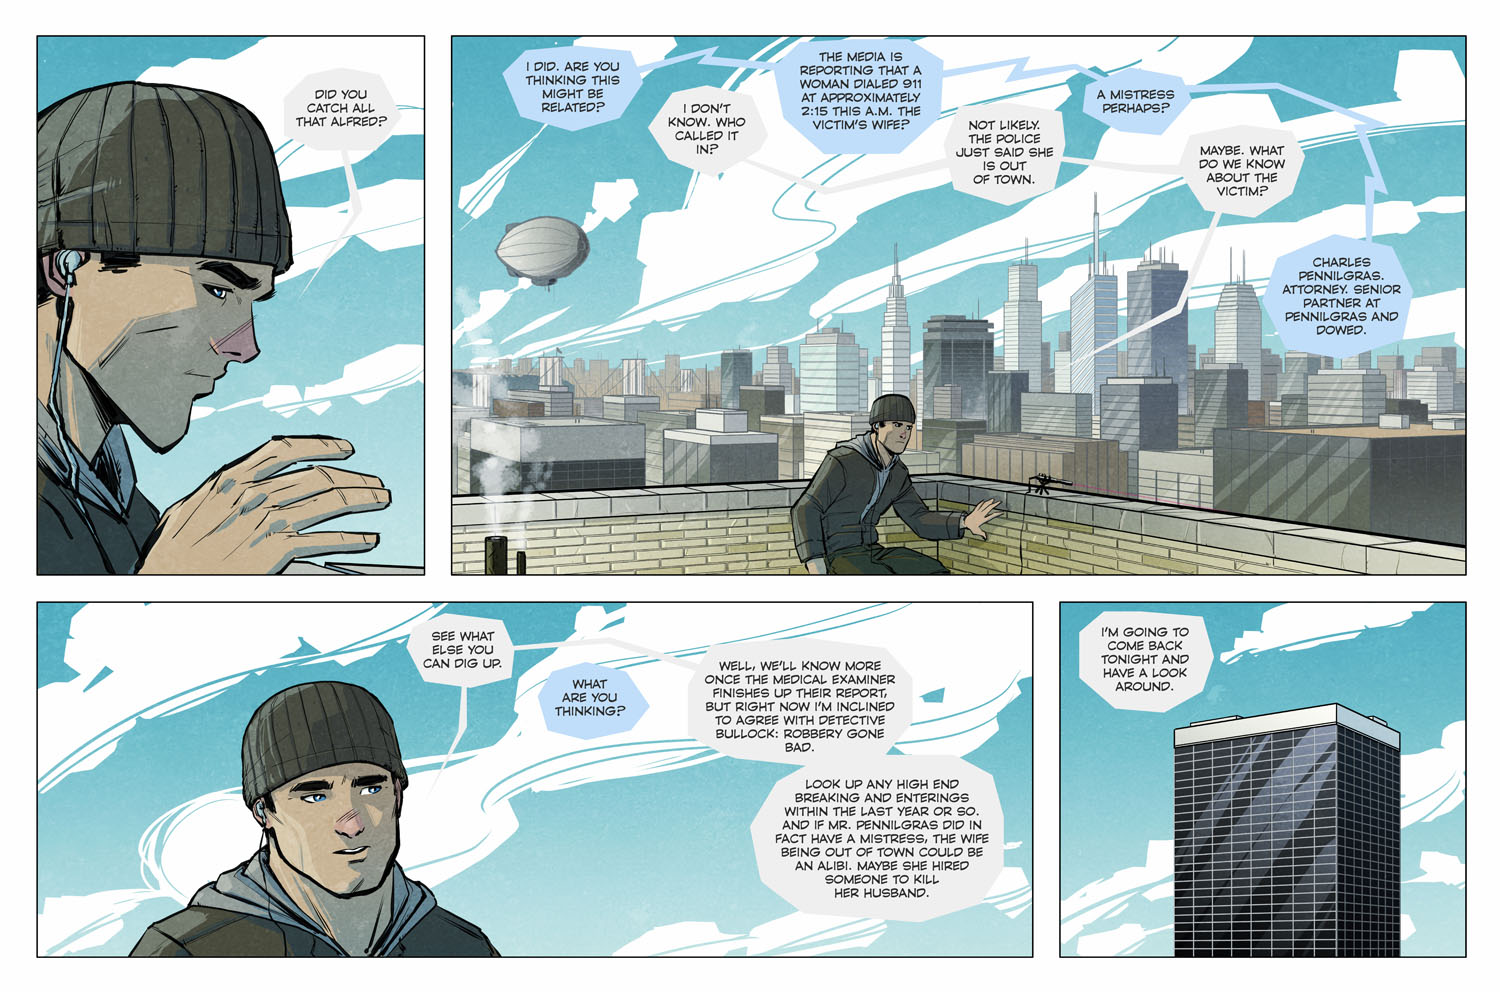 DID YOU
CATCH ALL
THAT ALFRED?
I DID. ARE YOU
THINKING THIS
MIGHT BE
RELATED?
I DON'T
KNOW. WHO
CALLED IT
IN?
THE MEDIA IS
REPORTING THAT A
WOMAN DIALED 911
AT APPROXIMATELY
2:15 THIS A.M. THE
VICTIM'S WIFE?
NOT LIKELY.
THE POLICE
JUST SAID SHE
IS OUT
OF TOWN.
A MISTRESS
PERHAPS?
MAYBE. WHAT
DO WE KNOW
ABOUT THE
VICTIM?
CHARLES
PENNILGRAS.
ATTORNEY. SENIOR
PARTNER AT
PENNILGRAS AND
DOWED.
SEE WHAT
ELSE YOU
CAN DIG UP.
WHAT
ARE YOU
THINKING?
WELL, WE'LL KNOW MORE
ONCE THE MEDICAL EXAMINER
FINISHES UP THEIR REPORT,
BUT RIGHT NOW I'M INCLINED
TO AGREE WITH DETECTIVE
BULLOCK: ROBBERY GONE
BAD.
LOOK UP ANY HIGH END
BREAKING AND ENTERINGS
WITHIN THE LAST YEAR OR SO.
AND IF MR. PENNILGRAS DID IN
FACT HAVE A MISTRESS, THE WIFE
BEING OUT OF TOWN COULD BE
AN ALIBI. MAYBE SHE HIRED
SOMEONE TO KILL
HER HUSBAND.
I'M GOING TO
COME BACK
TONIGHT AND
HAVE A LOOK
AROUND.